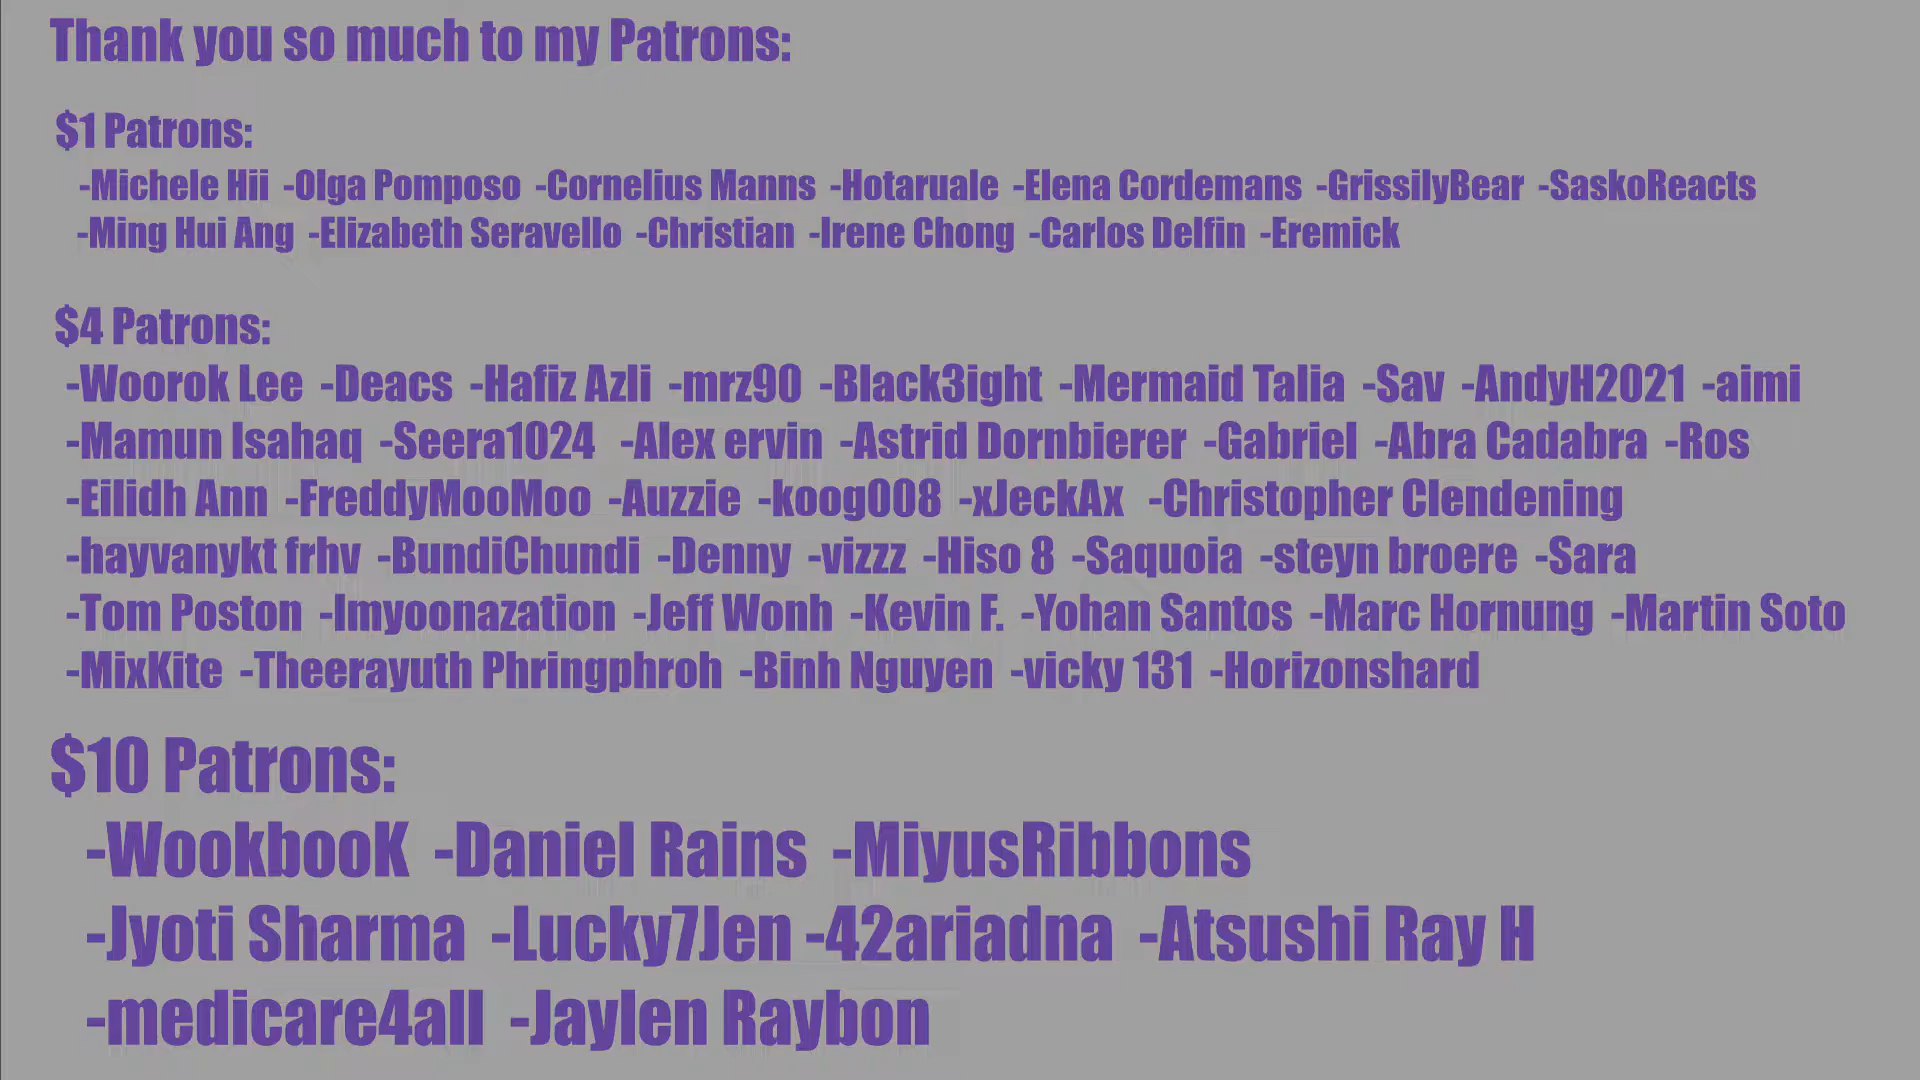 Thank you so much to my Patrons:
$1 Patrons:
-Michele Hii -Olga Pomposo -Cornelius Manns -Hotaruale -Elena Cordemans -GrissilyBear -SaskoReacts
-Ming Hui Ang -Elizabeth Seravello -Christian -Irene Chong -Carlos Delfin -Eremick
$4 Patrons:
-Woorok Lee -Deacs -Hafiz Azli -mrz90 -Black3ight -Mermaid Talia -Sav -AndyH2021 -aimi
-Mamun Isahaq -Seera1024 -Alex ervin -Astrid Dornbierer -Gabriel -Abra Cadabra -Ros
-Eilidh Ann -FreddyMooMoo -Auzzie -koog008 -xJeckAx -Christopher Clendening
-hayvanykt frhv -BundiChundi -Denny -vizzz -Hiso 8 -Saquoia -steyn broere -Sara
-Tom Poston -Imyoonazation -Jeff Wonh -Kevin F. -Yohan Santos -Marc Hornung -Martin Soto
-MixKite -Theerayuth Phringphroh -Binh Nguyen -vicky 131 -Horizonshard
$10 Patrons:
-WookbooK -Daniel Rains -MiyusRibbons
-Jyoti Sharma -Lucky7Jen -42ariadna -Atsushi Ray H
-medicare4all -Jaylen Raybon